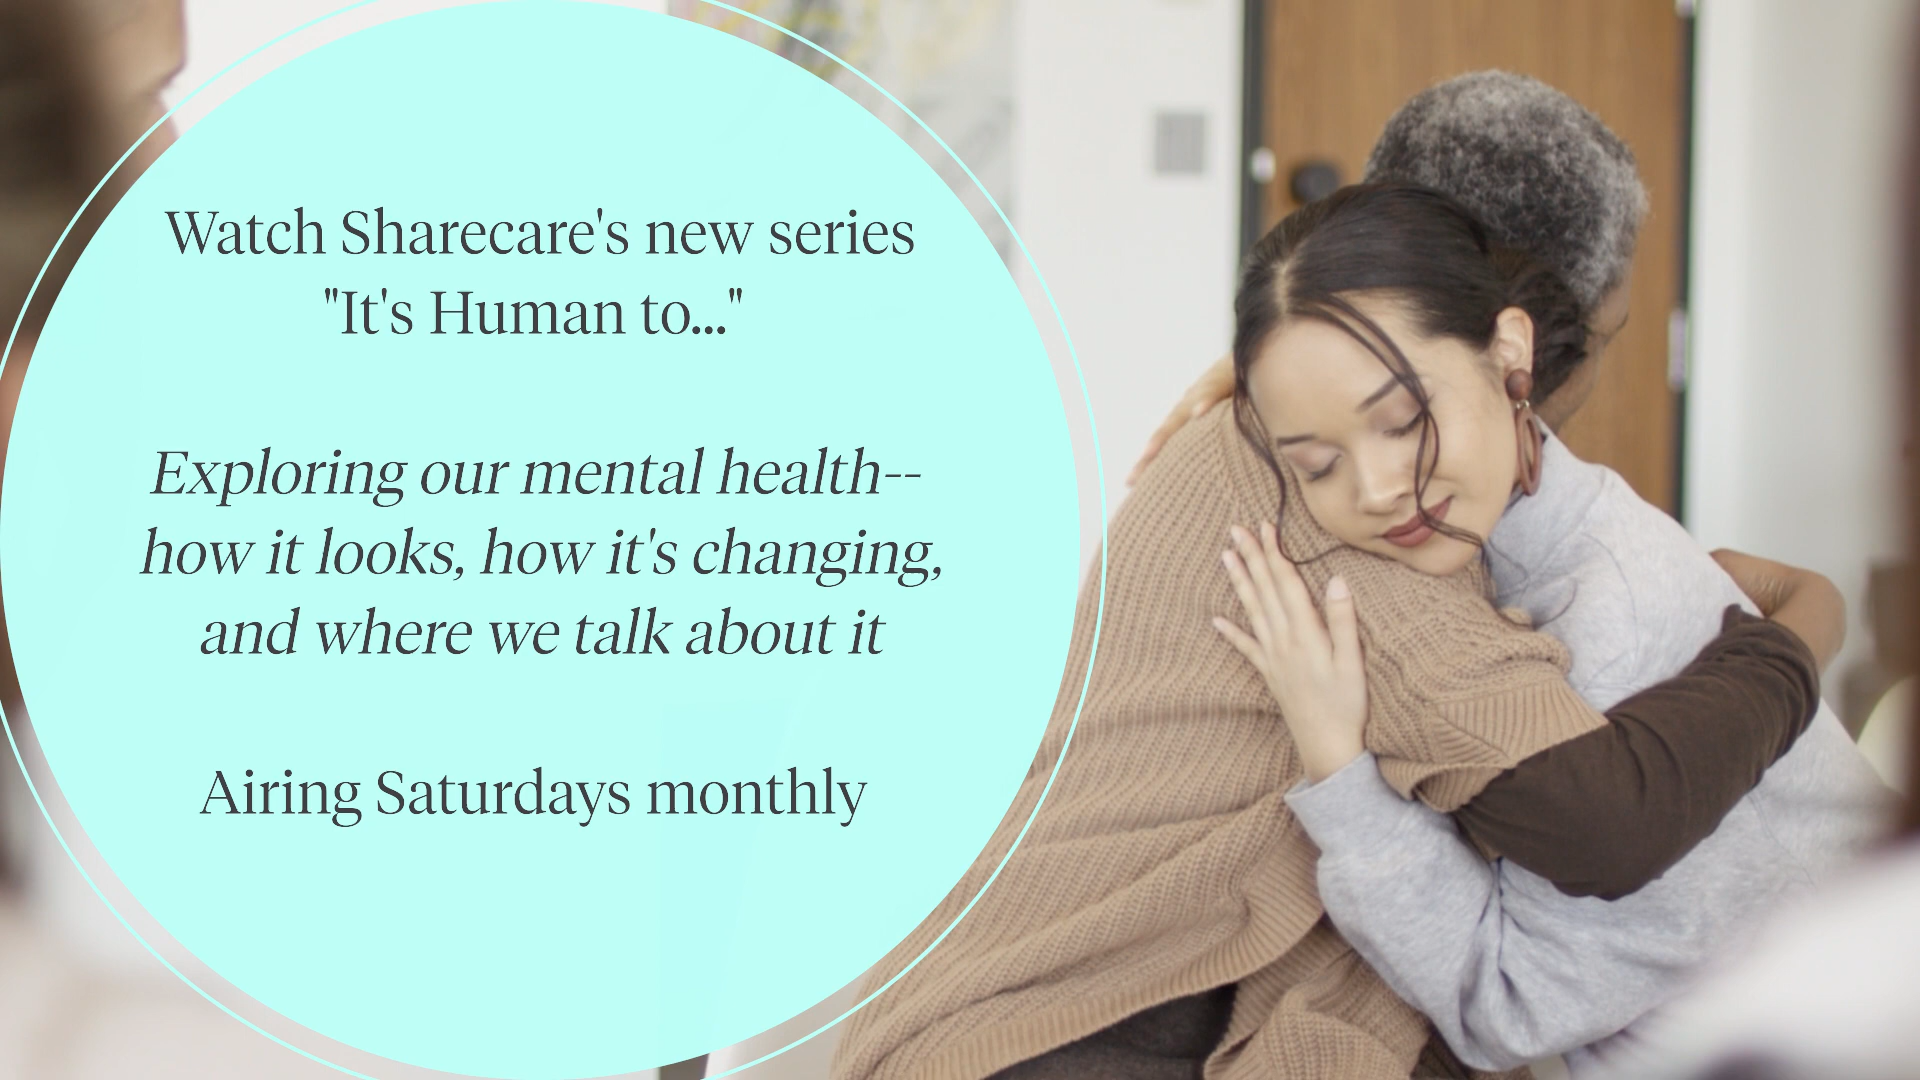 Watch Sharecare's new series
"It's Human to..."
Exploring our mental health--
how it looks, how it's changing,
and where we talk about it
Airing Saturdays monthly